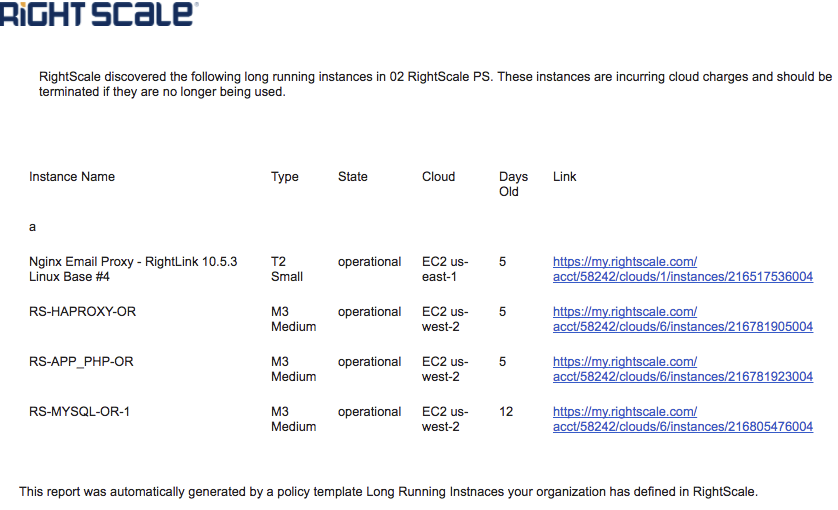 RIGHTSCALE®
RightScale discovered the following long running instances in 02 RightScale PS. These instances are incurring cloud charges and should be
terminated if they are no longer being used.
Instance Name Type State Cloud Days Old Link
a
Nginx Email Proxy - RightLink 10.5.3 T2 operational EC2 us- 5 https://my.rightscale.com/
Linux Base #4 Small east-1 acct/58242/clouds/1/instances/216517536004
RS-HAPROXY-OR M3 operational EC2 us- 5 https://my.rightscale.com/
Medium west-2 acct/58242/clouds/6/instances/216781905004
RS-APP_PHP-OR M3 operational EC2 us- 5 https://my.rightscale.com/
Medium west-2 acct/58242/clouds/6/instances/216781923004
RS-MYSQL-OR-1 M3 operational EC2 us- 12 https://my.rightscale.com/
Medium west-2 acct/58242/clouds/6/instances/216805476004
This report was automatically generated by a policy template Long Running Instnaces your organization has defined in RightScale.